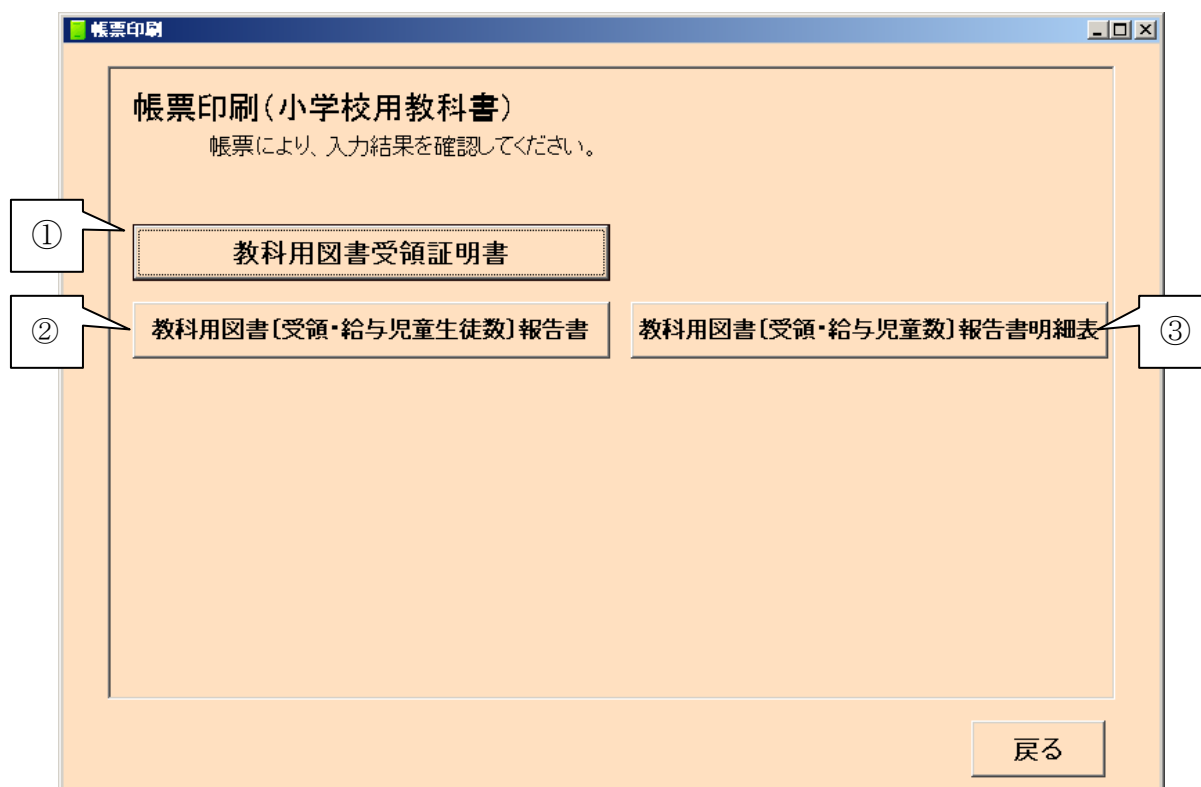 帳票印刷
帳票印刷(小学校用教科書)
帳票により、入力結果を確認してください。
①
教科用図書受領証明書
②
教科用図書〔受領・給与児童生徒数〕報告書
教科用図書〔受領・給与児童数〕報告書明細表
③
戻る